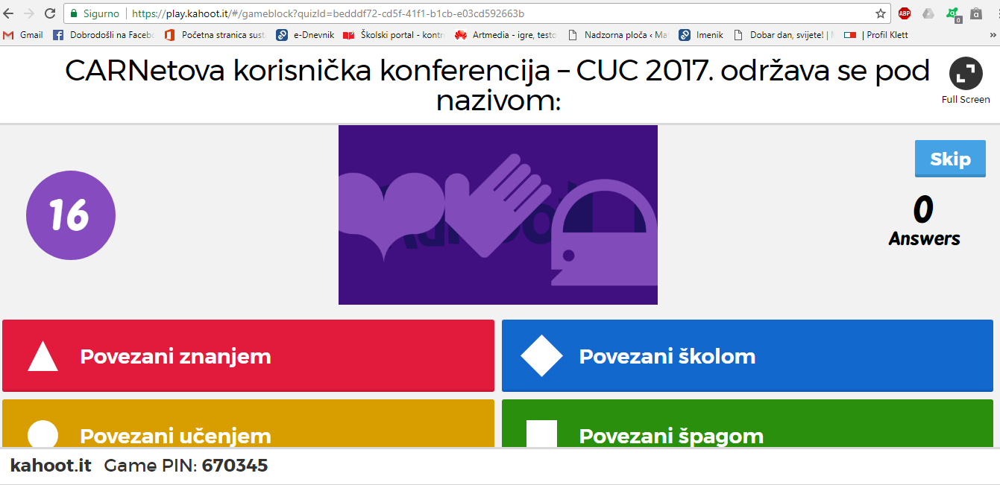 Sigurno
https://play.kahoot.it/#/gameblock?quizId=bedddf72-cd5f-41f1-b1cb-e03cd592663b
ABP
0
a
Gmail
Dobrodošli na Facebo
Početna stranica sust
e-Dnevnik
Školski portal - kontr
Artmedia - igre, testo
Nadzorna ploča ‹ Ma
Imenik
Dobar dan, svijete! |
| Profil Klett
»
CARNetova korisnička konferencija – CUC 2017. održava se pod
nazivom:
Full Screen
16
Skip
0
Answers
Povezani znanjem
Povezani školom
Povezani učenjem
Povezani špagom
kahoot.it Game PIN: 670345